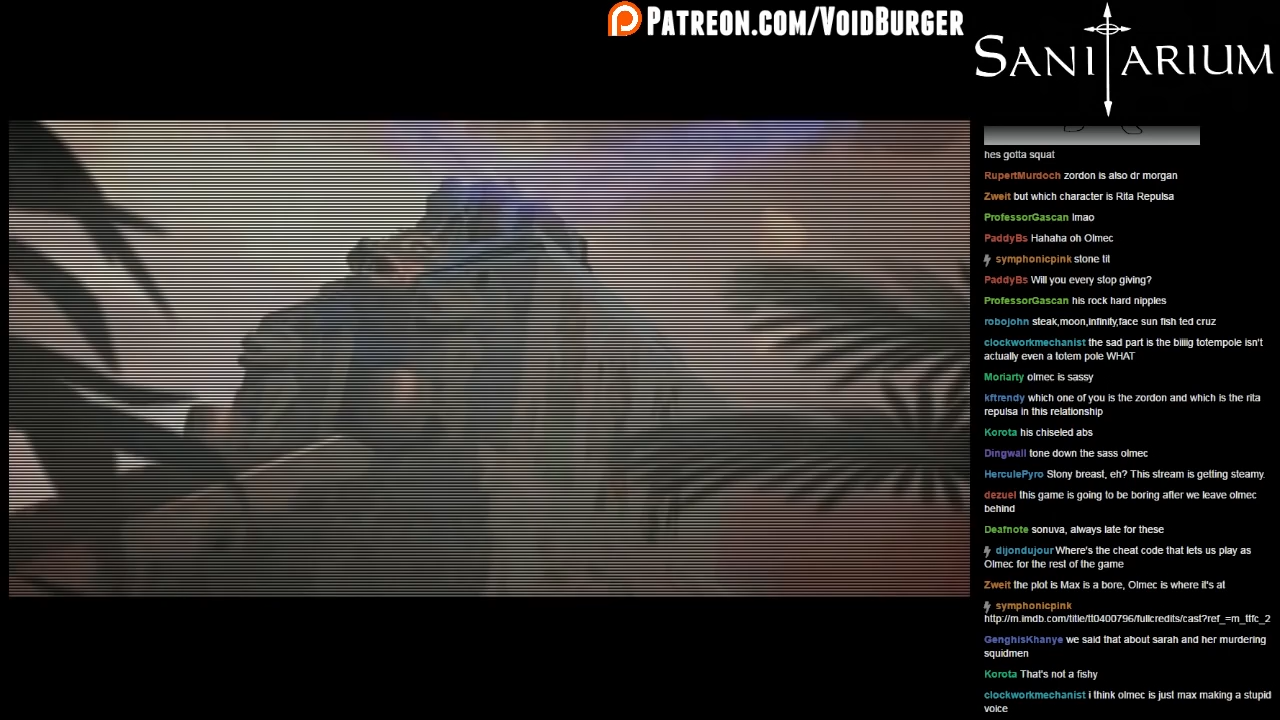 PATREON.COM/VOIDBURGER
SANITARIUM
hes gotta squat
RupertMurdoch zordon is also dr morgan
Zweit but which character is Rita Repulsa
ProfessorGascan lmao
PaddyBs Hahaha oh Olmec
symphonicpink stone tit
PaddyBs Will you every stop giving?
ProfessorGascan his rock hard nipples
robojohn steak,moon,infinity,face sun fish ted cruz
clockworkmechanist the sad part is the biiiig totempole isn't
actually even a totem pole WHAT
Moriarty olmec is sassy
kftrendy which one of you is the zordon and which is the rita
repulsa in this relationship
Korota his chiseled abs
Dingwall tone down the sass olmec
HerculePyro Stony breast, eh? This stream is getting steamy.
dezuel this game is going to be boring after we leave olmec
behind
Deafnote sonuva, always late for these
dijondujour Where's the cheat code that lets us play as
Olmec for the rest of the game
Zweit the plot is Max is a bore, Olmec is where it's at
symphonicpink
http://m.imdb.com/title/tt0400796/fullcredits/cast?ref_=m_ttfc_2
GenghisKhanye we said that about sarah and her murdering
squidmen
Korota That's not a fishy
clockworkmechanist i think olmec is just max making a stupid
voice